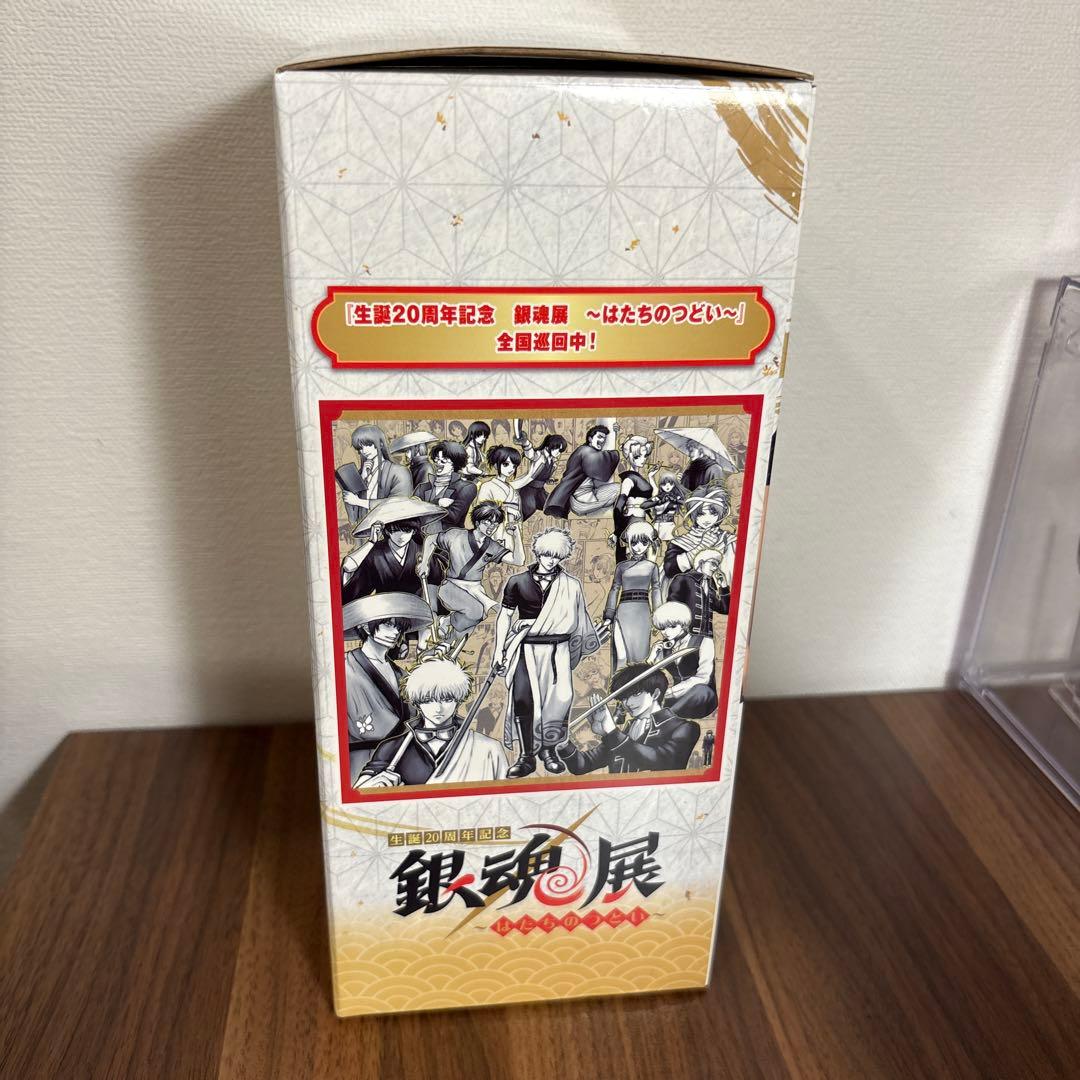 『生誕20周年記念 銀魂展 ～はたちのつどい～』
全国巡回中！
生誕20周年記念
銀魂展
～はたちのつどい～